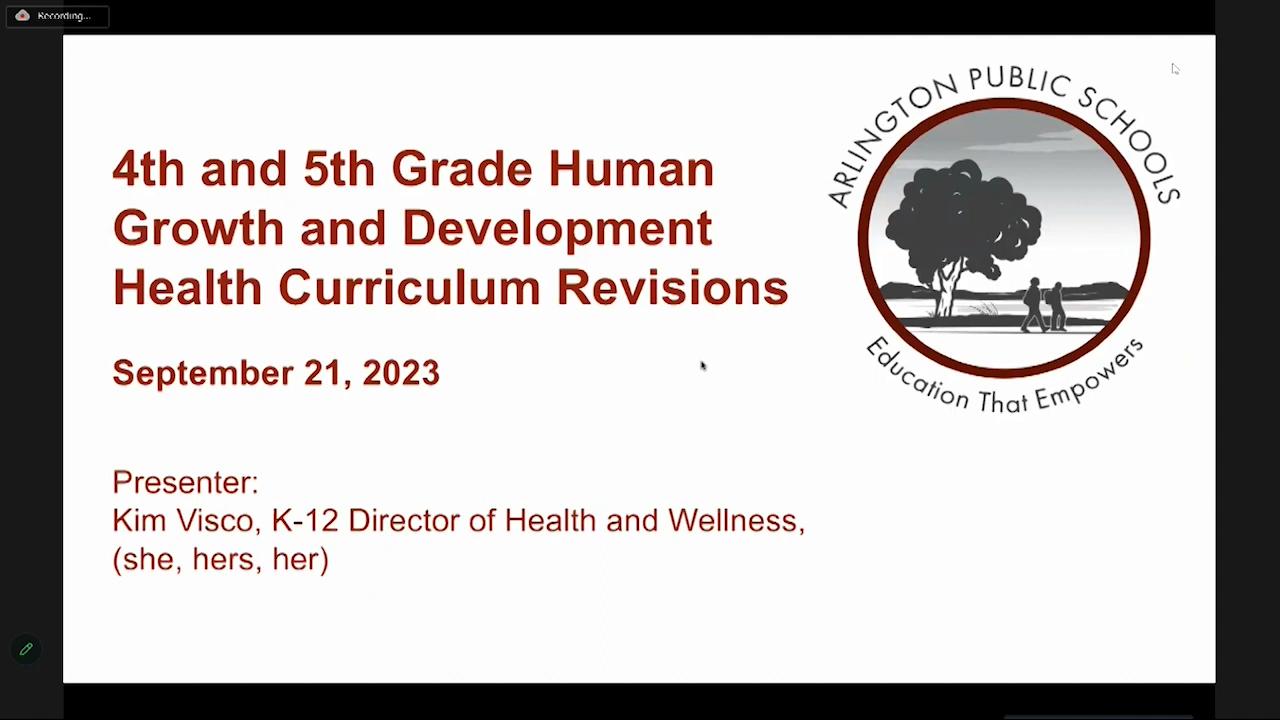 Recording...
ARLINGTON PUBLIC SCHOOLS
4th and 5th Grade Human
Growth and Development
Health Curriculum Revisions
Education That Empowers
September 21, 2023
Presenter:
Kim Visco, K-12 Director of Health and Wellness,
(she, hers, her)